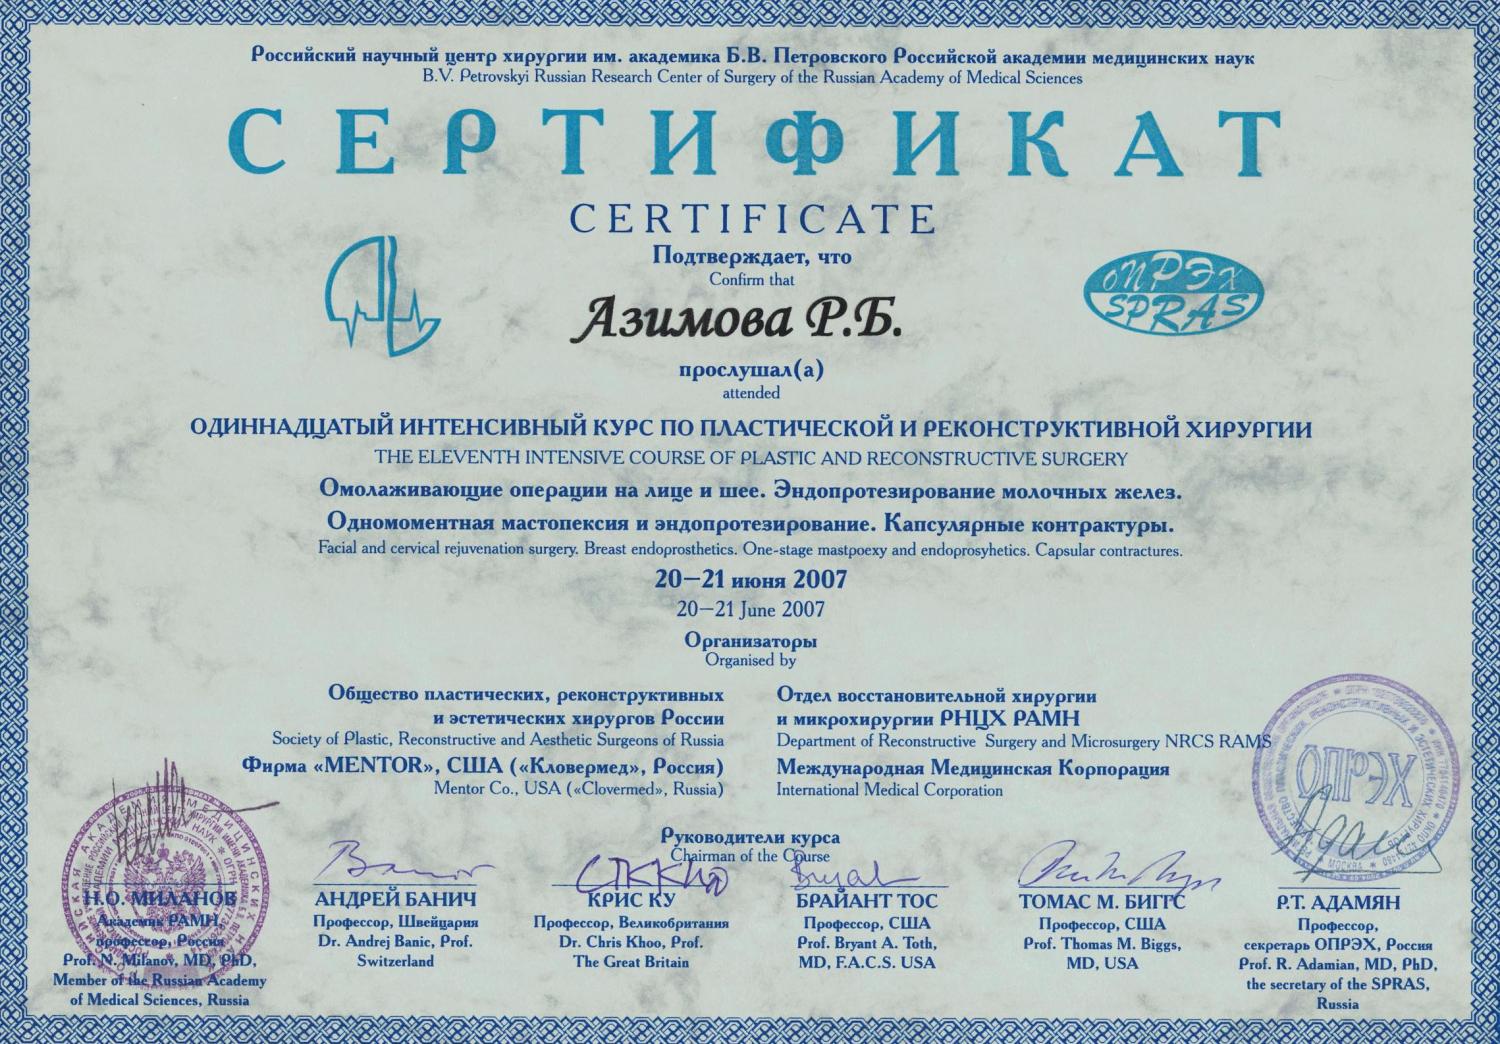 Российский научный центр хирургии им. академика Б.В. Петровского Российской академии медицинских наук
B.V. Petrovskyi Russian Research Center of Surgery of the Russian Academy of Medical Sciences
СЕРТИФИКАТ
CERTIFICATE
Подтверждает, что
Confirm that
ОПРЭХ
SPRAS
Азимова Р.Б.
прослушал(а)
attended
ОДИННАДЦАТЫЙ ИНТЕНСИВНЫЙ КУРС ПО ПЛАСТИЧЕСКОЙ И РЕКОНСТРУКТИВНОЙ ХИРУРГИИ
THE ELEVENTH INTENSIVE COURSE OF PLASTIC AND RECONSTRUCTIVE SURGERY
Омолаживающие операции на лице и шее. Эндопротезирование молочных желез.
Одномоментная мастопексия и эндопротезирование. Капсулярные контрактуры.
Facial and cervical rejuvenation surgery. Breast endoprosthetics. One-stage mastpoexy and endoprosyhetics. Capsular contractures.
20–21 июня 2007
20–21 June 2007
Организаторы
Organised by
Общество пластических, реконструктивных
и эстетических хирургов России
Society of Plastic, Reconstructive and Aesthetic Surgeons of Russia
Фирма «MENTOR», США («Кловермед», Россия)
Mentor Co., USA («Clovermed», Russia)
Отдел восстановительной хирургии
и микрохирургии РНЦХ РАМН
Department of Reconstructive Surgery and Microsurgery NRCS RAMS
Международная Медицинская Корпорация
International Medical Corporation
Руководители курса
Chairman of the Course
Н.О. МИЛАНОВ
Академик РАМН,
профессор, Россия
Prof. N. Milanov, MD, PhD,
Member of the Russian Academy
of Medical Sciences, Russia
АНДРЕЙ БАНИЧ
Профессор, Швейцария
Dr. Andrej Banic, Prof.
Switzerland
КРИС КУ
Профессор, Великобритания
Dr. Chris Khoo, Prof.
The Great Britain
БРАЙАНТ ТОС
Профессор, США
Prof. Bryant A. Toth,
MD, F.A.C.S. USA
ТОМАС М. БИГГС
Профессор, США
Prof. Thomas M. Biggs,
MD, USA
ОПРЭХ
Р.Т. АДАМЯН
Профессор,
секретарь ОПРЭХ, Россия
Prof. R. Adamian, MD, PhD,
the secretary of the SPRAS,
Russia